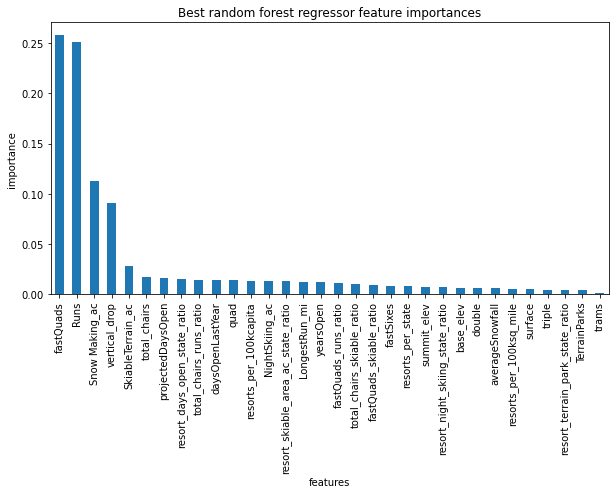 Best random forest regressor feature importances
importance
0.25
0.20
0.15
0.10
0.05
0.00
fastQuads
Runs
Snow Making_ac
vertical_drop
SkiableTerrain_ac
total_chairs
projectedDaysOpen
resort_days_open_state_ratio
total_chairs_runs_ratio
daysOpenLastYear
quad
resorts_per_100kcapita
NightSkiing_ac
resort_skiable_area_ac_state_ratio
LongestRun_mi
yearsOpen
fastQuads_runs_ratio
total_chairs_skiable_ratio
fastQuads_skiable_ratio
fastSixes
resorts_per_state
summit_elev
resort_night_skiing_state_ratio
base_elev
double
averageSnowfall
resorts_per_100ksq_mile
surface
triple
resort_terrain_park_state_ratio
TerrainParks
trams
features